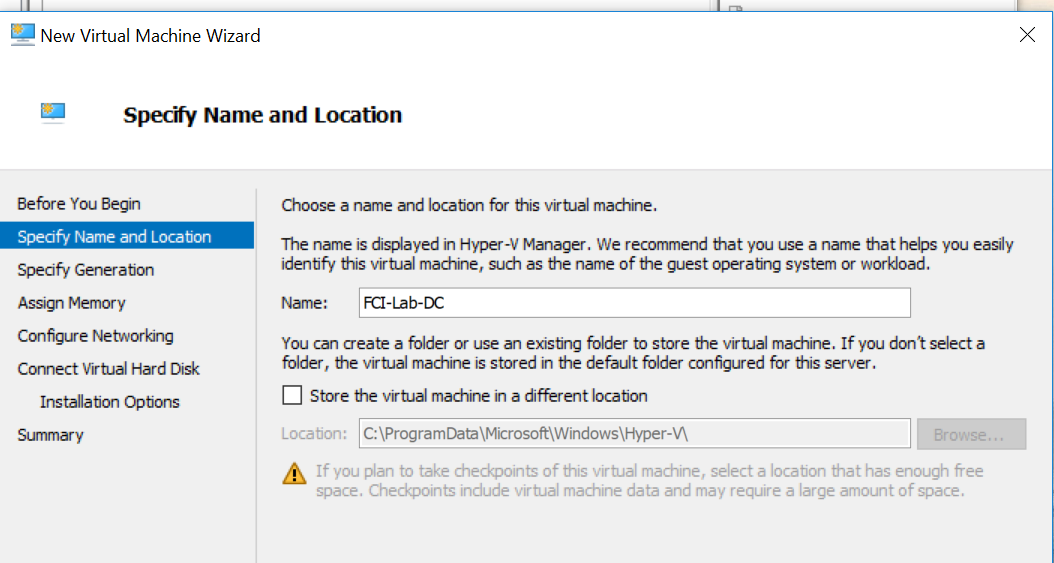 New Virtual Machine Wizard
Specify Name and Location
Before You Begin
Specify Name and Location
Specify Generation
Assign Memory
Configure Networking
Connect Virtual Hard Disk
Installation Options
Summary
Choose a name and location for this virtual machine.
The name is displayed in Hyper-V Manager. We recommend that you use a name that helps you easily
identify this virtual machine, such as the name of the guest operating system or workload.
Name: FCI-Lab-DC
You can create a folder or use an existing folder to store the virtual machine. If you don't select a
folder, the virtual machine is stored in the default folder configured for this server.
Store the virtual machine in a different location
Location: C:\ProgramData\Microsoft\Windows\Hyper-V\ Browse...
If you plan to take checkpoints of this virtual machine, select a location that has enough free
space. Checkpoints include virtual machine data and may require a large amount of space.